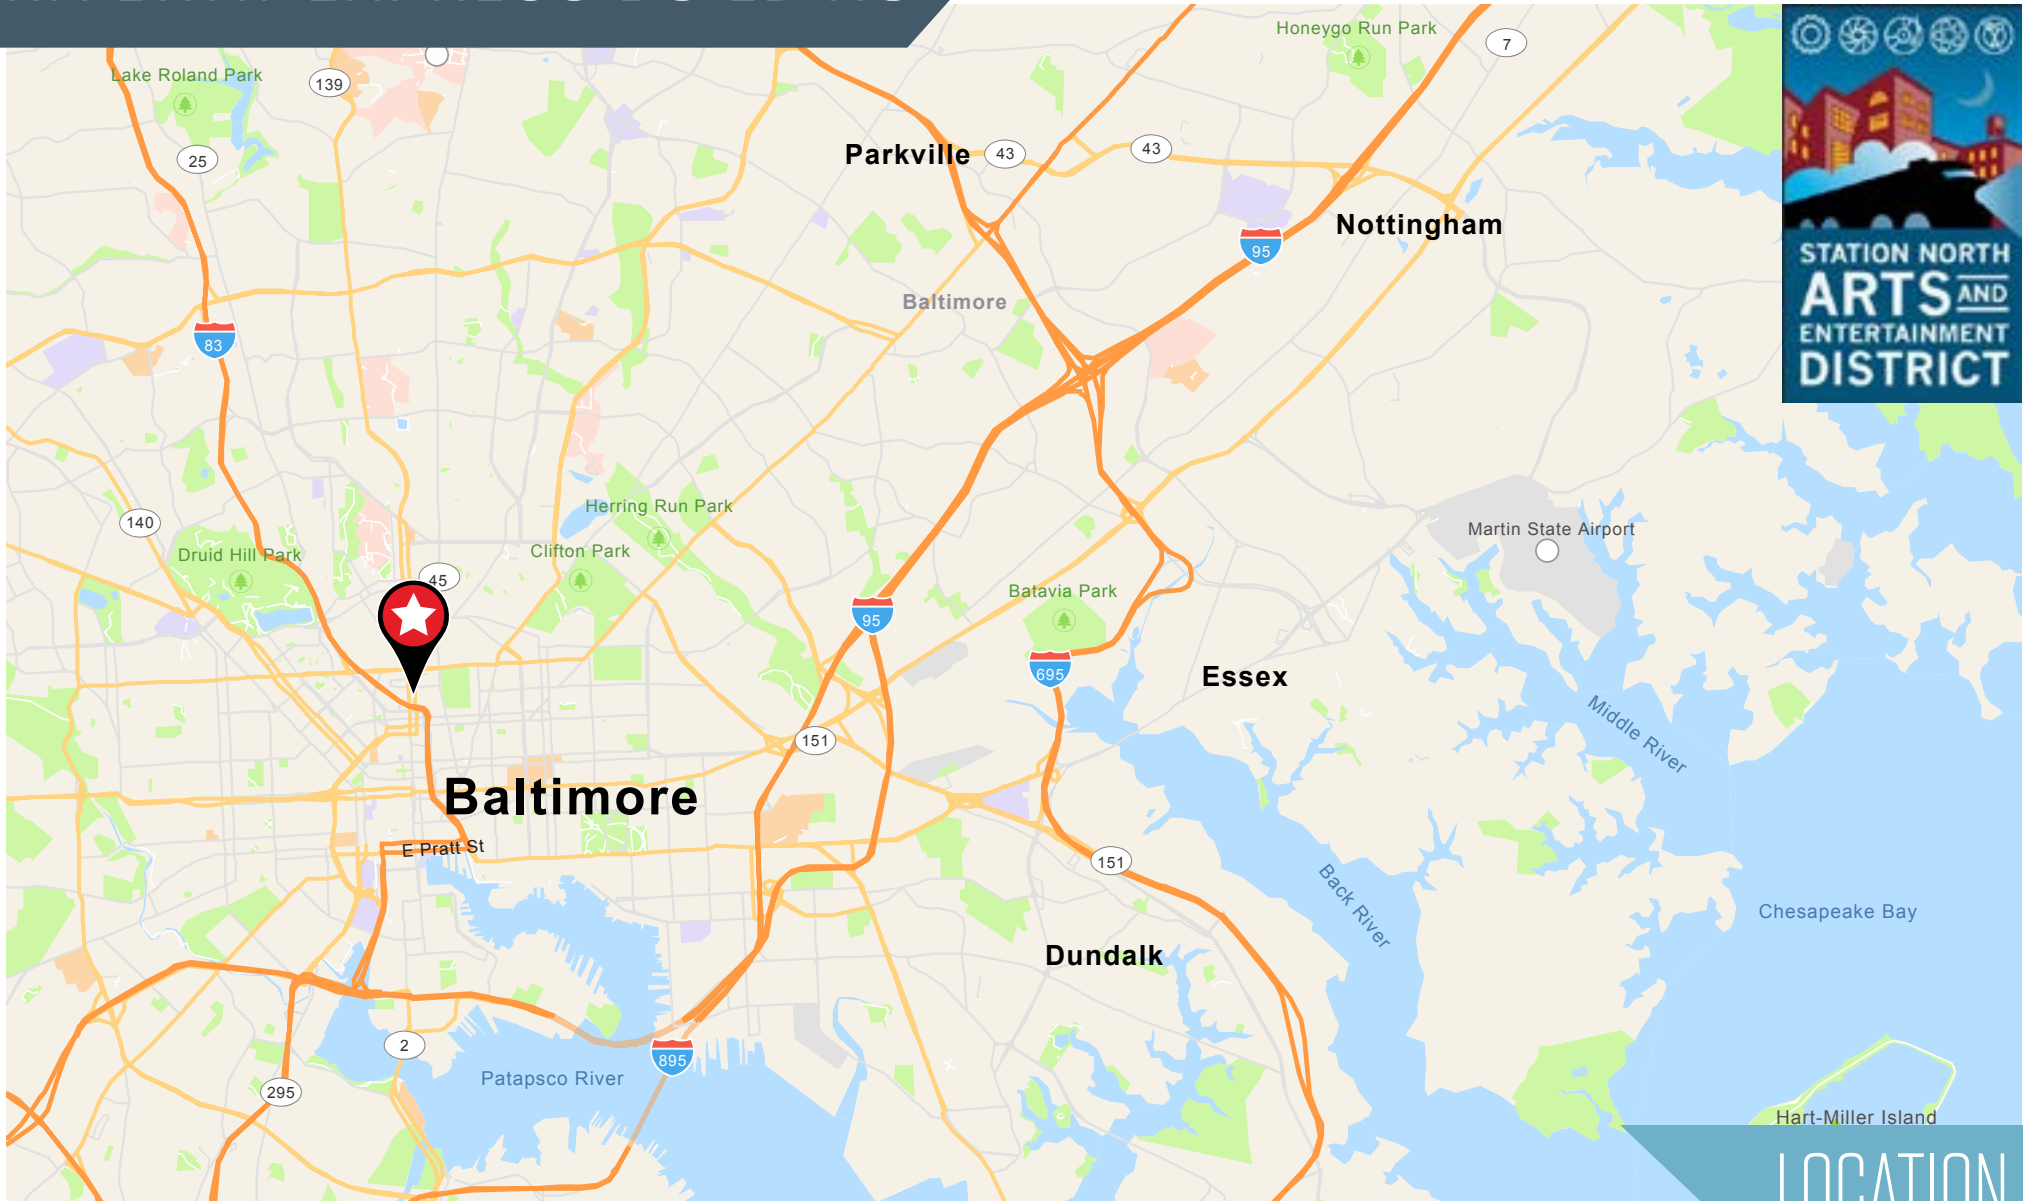 Honeygo Run Park
7
Lake Roland Park
139
25
Parkville
43
43
Nottingham
95
STATION NORTH
ARTS AND
ENTERTAINMENT
DISTRICT
Baltimore
83
Herring Run Park
140
Druid Hill Park
Clifton Park
45
Martin State Airport
Batavia Park
95
695
Essex
Middle River
151
Baltimore
E Pratt St
151
Back River
Chesapeake Bay
Dundalk
2
895
Patapsco River
295
Hart-Miller Island
LOCATION